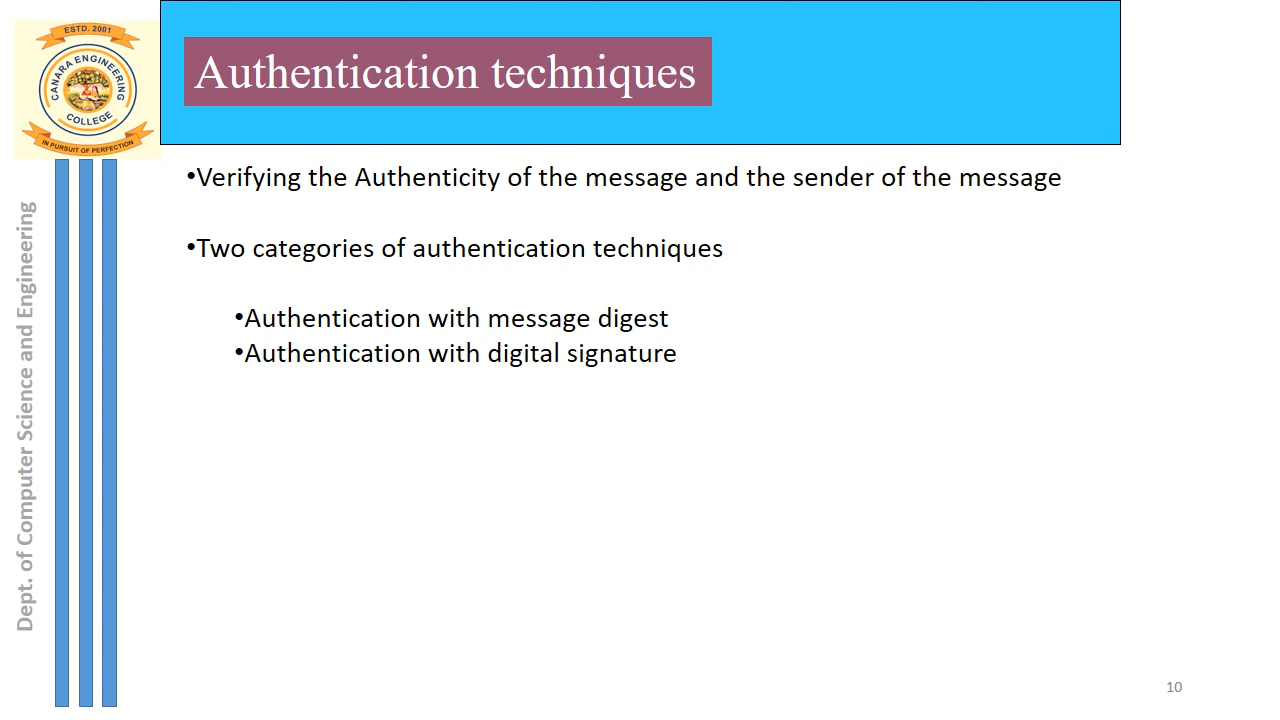 ESTD. 2001
CANARA ENGINEERING
COLLEGE
IN PURSUIT OF PERFECTION
Authentication techniques
•Verifying the Authenticity of the message and the sender of the message
•Two categories of authentication techniques
•Authentication with message digest
•Authentication with digital signature
Dept. of Computer Science and Engineering
10